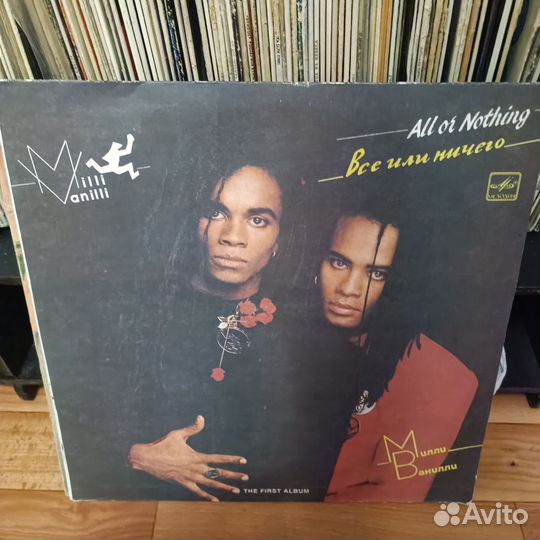 All or Nothing
Все или ничего
МЕЛОДИЯ
Milli
Vanilli
Милли
Ванилли
THE FIRST ALBUM
Avito